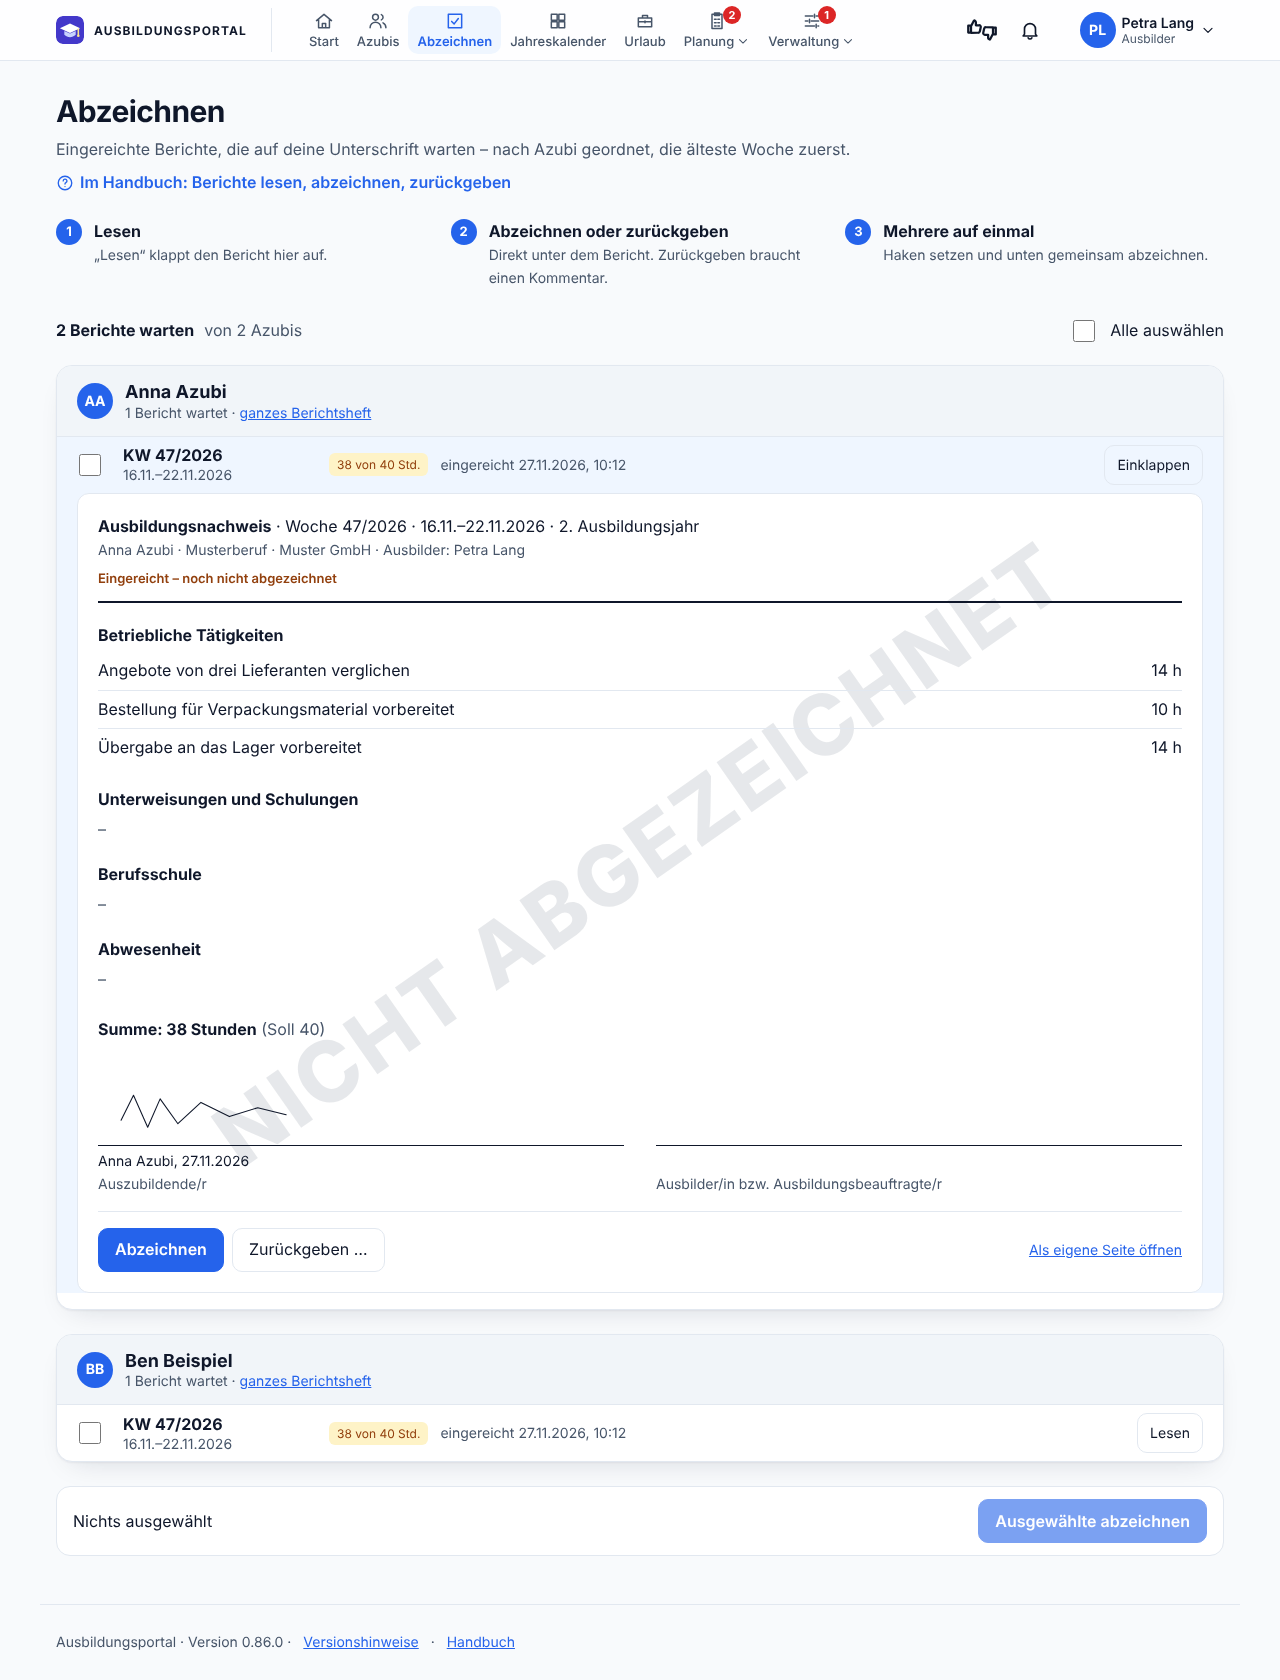 AUSBILDUNGSPORTAL
Start
Azubis
Abzeichnen
Jahreskalender
Urlaub
Planung
2
Verwaltung
1
PL
Petra Lang
Ausbilder
Abzeichnen
Eingereichte Berichte, die auf deine Unterschrift warten – nach Azubi geordnet, die älteste Woche zuerst.
Im Handbuch: Berichte lesen, abzeichnen, zurückgeben
1
Lesen
„Lesen“ klappt den Bericht hier auf.
2
Abzeichnen oder zurückgeben
Direkt unter dem Bericht. Zurückgeben braucht
einen Kommentar.
3
Mehrere auf einmal
Haken setzen und unten gemeinsam abzeichnen.
2 Berichte warten von 2 Azubis
Alle auswählen
AA
Anna Azubi
1 Bericht wartet · ganzes Berichtsheft
KW 47/2026
16.11.–22.11.2026
38 von 40 Std.
eingereicht 27.11.2026, 10:12
Einklappen
Ausbildungsnachweis · Woche 47/2026 · 16.11.–22.11.2026 · 2. Ausbildungsjahr
Anna Azubi · Musterberuf · Muster GmbH · Ausbilder: Petra Lang
Eingereicht – noch nicht abgezeichnet
NICHT ABGEZEICHNET
Betriebliche Tätigkeiten
Angebote von drei Lieferanten verglichen 14 h
Bestellung für Verpackungsmaterial vorbereitet 10 h
Übergabe an das Lager vorbereitet 14 h
Unterweisungen und Schulungen
–
Berufsschule
–
Abwesenheit
–
Summe: 38 Stunden (Soll 40)
Anna Azubi, 27.11.2026
Auszubildende/r
Ausbilder/in bzw. Ausbildungsbeauftragte/r
Abzeichnen
Zurückgeben ...
Als eigene Seite öffnen
BB
Ben Beispiel
1 Bericht wartet · ganzes Berichtsheft
KW 47/2026
16.11.–22.11.2026
38 von 40 Std.
eingereicht 27.11.2026, 10:12
Lesen
Nichts ausgewählt
Ausgewählte abzeichnen
Ausbildungsportal · Version 0.86.0 · Versionshinweise · Handbuch